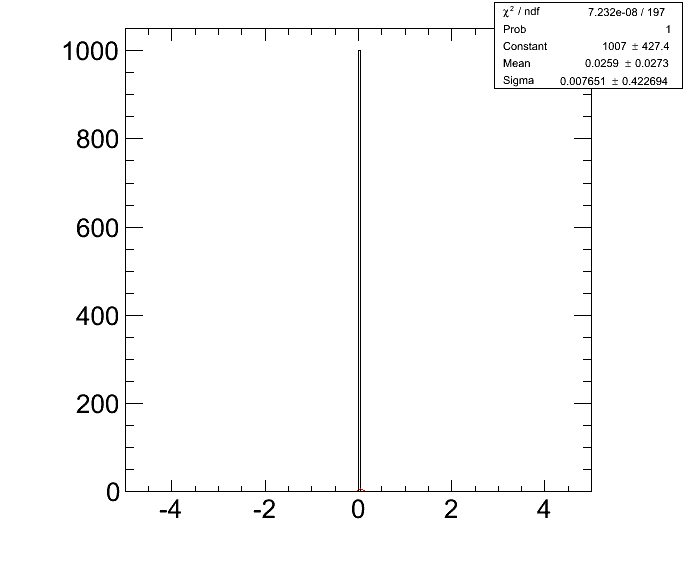 χ² / ndf 7.232e-08 / 197
Prob 1
Constant 1007 ± 427.4
Mean 0.0259 ± 0.0273
Sigma 0.007651 ± 0.422694
1000
800
600
400
200
0
-4 -2 0 2 4